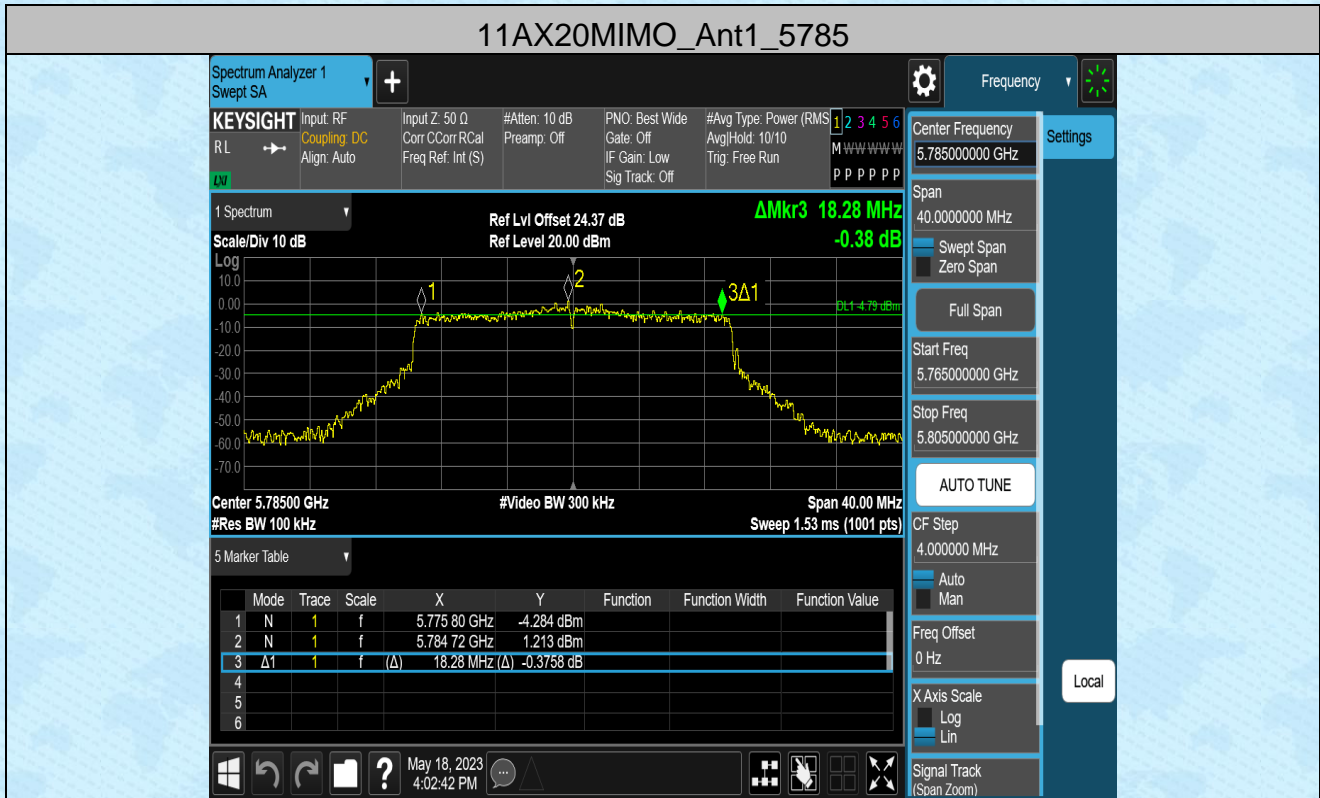 11AX20MIMO_Ant1_5785
Spectrum Analyzer 1
Swept SA
+
Frequency
KEYSIGHT
RL
LXI
Input: RF
Coupling: DC
Align: Auto
Input Z: 50 Ω
Corr CCorr RCal
Freq Ref: Int (S)
#Atten: 10 dB
Preamp: Off
PNO: Best Wide
Gate: Off
IF Gain: Low
Sig Track: Off
#Avg Type: Power (RMS
Avg|Hold: 10/10
Trig: Free Run
1 2 3 4 5 6
M W W W W W
P P P P P P
1 Spectrum
Scale/Div 10 dB
Ref Lvl Offset 24.37 dB
Ref Level 20.00 dBm
ΔMkr3 18.28 MHz
-0.38 dB
Log
10.0
0.00
-10.0
-20.0
-30.0
-40.0
-50.0
-60.0
-70.0
1
2
3Δ1
DL1 -4.79 dBm
Center 5.78500 GHz
#Res BW 100 kHz
#Video BW 300 kHz
Span 40.00 MHz
Sweep 1.53 ms (1001 pts)
5 Marker Table
Mode Trace Scale X Y Function Function Width Function Value
1 N 1 f 5.775 80 GHz -4.284 dBm
2 N 1 f 5.784 72 GHz 1.213 dBm
3 Δ1 1 f (Δ) 18.28 MHz (Δ) -0.3758 dB
4
5
6
?
May 18, 2023
4:02:42 PM
Center Frequency
5.785000000 GHz
Settings
Span
40.0000000 MHz
Swept Span
Zero Span
Full Span
Start Freq
5.765000000 GHz
Stop Freq
5.805000000 GHz
AUTO TUNE
CF Step
4.000000 MHz
Auto
Man
Freq Offset
0 Hz
X Axis Scale
Log
Lin
Local
Signal Track
(Span Zoom)